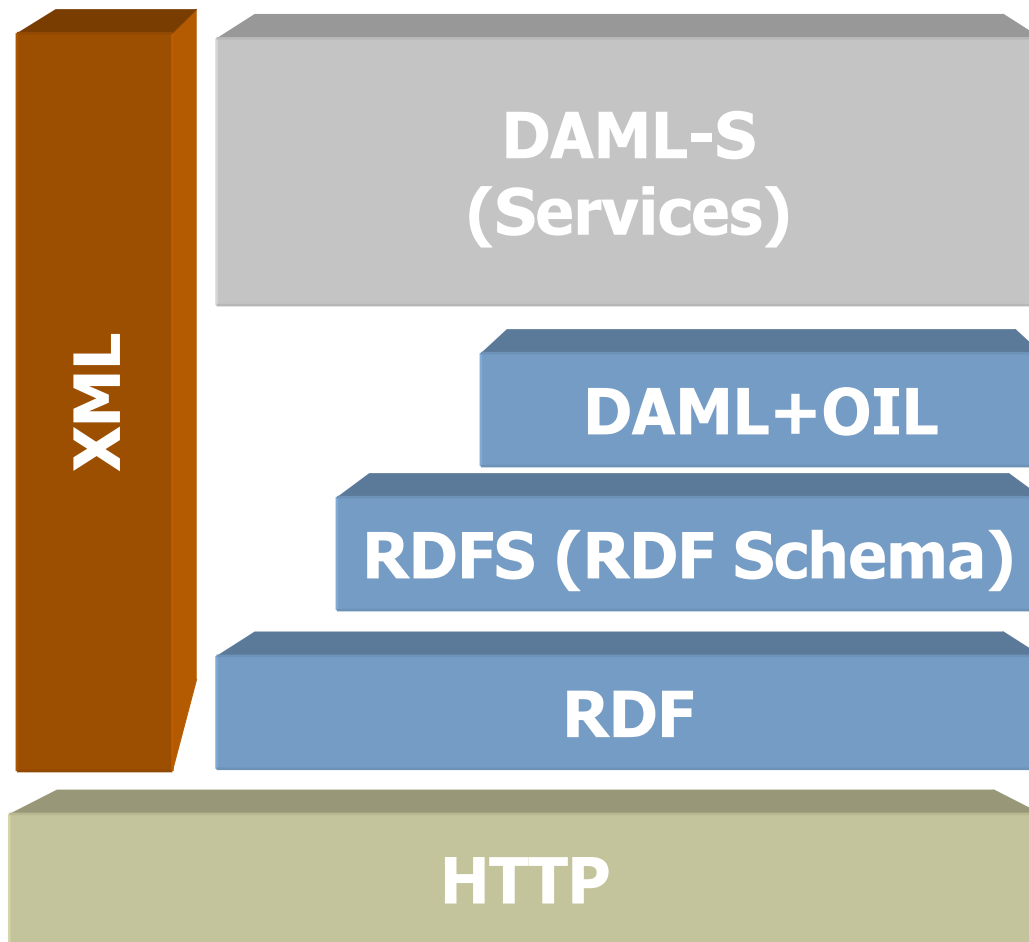 DAML-S
(Services)
XML
DAML+OIL
RDFS (RDF Schema)
RDF
HTTP